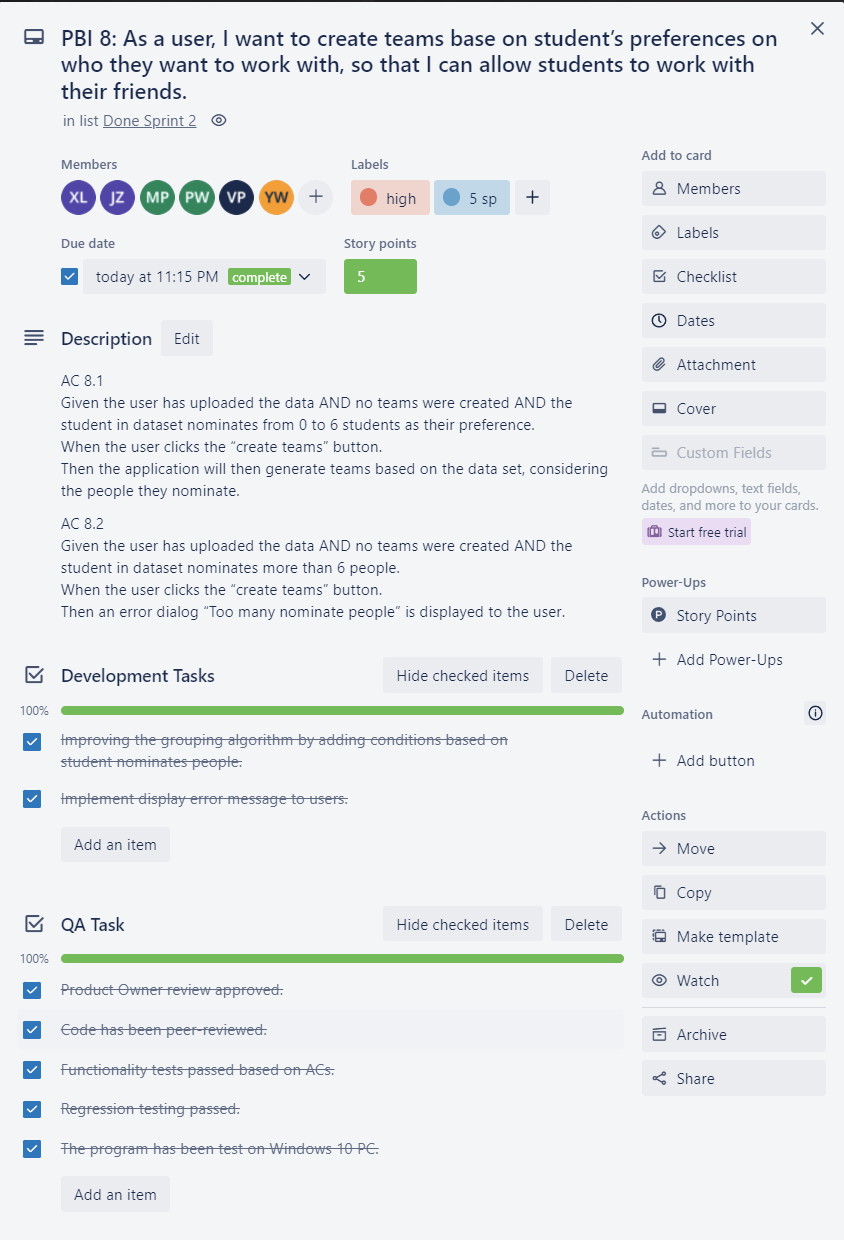 PBI 8: As a user, I want to create teams base on student’s preferences on
who they want to work with, so that I can allow students to work with
their friends.
in list Done Sprint 2
Members
XL JZ MP PW VP YW
Labels
high
5 sp
Due date
today at 11:15 PM complete
Story points
5
Description
Edit
AC 8.1
Given the user has uploaded the data AND no teams were created AND the
student in dataset nominates from 0 to 6 students as their preference.
When the user clicks the “create teams” button.
Then the application will then generate teams based on the data set, considering
the people they nominate.
AC 8.2
Given the user has uploaded the data AND no teams were created AND the
student in dataset nominates more than 6 people.
When the user clicks the “create teams” button.
Then an error dialog “Too many nominate people” is displayed to the user.
Development Tasks
Hide checked items
Delete
100%
Improving the grouping algorithm by adding conditions based on
student nominates people.
Implement display error message to users.
Add an item
QA Task
Hide checked items
Delete
100%
Product Owner review approved.
Code has been peer-reviewed.
Functionality tests passed based on ACs.
Regression testing passed.
The program has been test on Windows 10 PC.
Add an item
Add to card
Members
Labels
Checklist
Dates
Attachment
Cover
Custom Fields
Add dropdowns, text fields,
dates, and more to your cards.
Start free trial
Power-Ups
P Story Points
Add Power-Ups
Automation
Add button
Actions
Move
Copy
Make template
Watch
Archive
Share